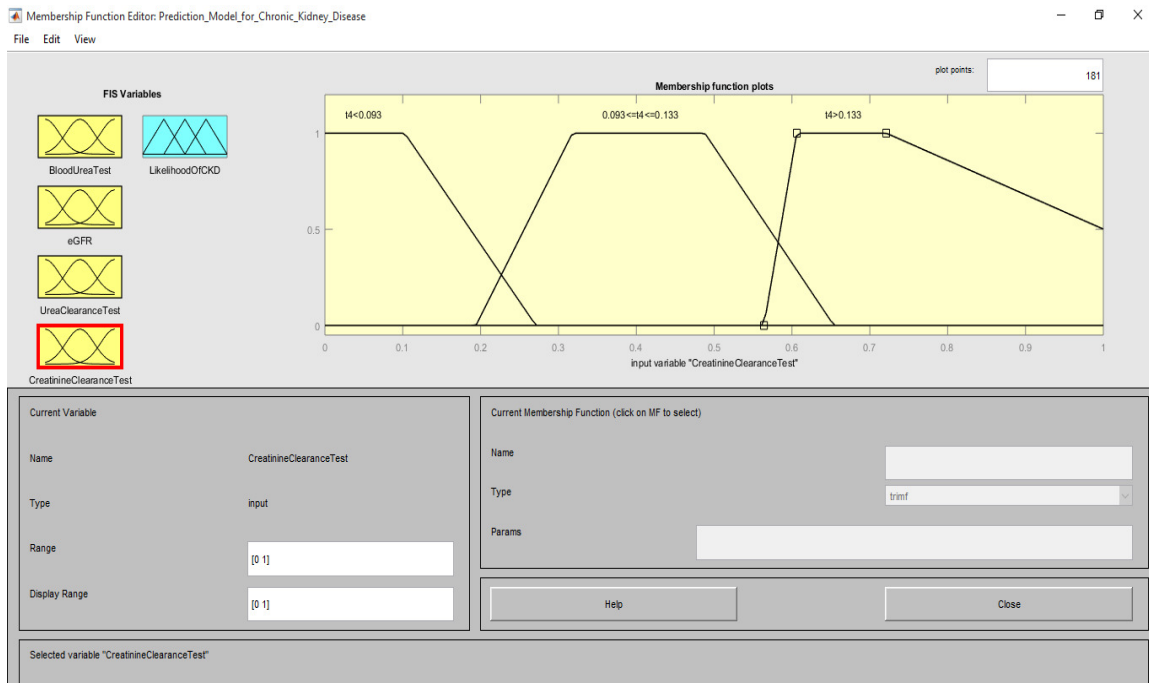 Membership Function Editor: Prediction_Model_for_Chronic_Kidney_Disease
File Edit View
FIS Variables
BloodUreaTest
LikelihoodOfCKD
eGFR
UreaClearanceTest
CreatinineClearanceTest
plot points:
181
Membership function plots
t4<0.093
0.093<=t4<=0.133
t4>0.133
1
0.5
0
0 0.1 0.2 0.3 0.4 0.5 0.6 0.7 0.8 0.9 1
input variable "CreatinineClearanceTest"
Current Variable
Name CreatinineClearanceTest
Type input
Range [0 1]
Display Range [0 1]
Current Membership Function (click on MF to select)
Name
Type trimf
Params
Help
Close
Selected variable "CreatinineClearanceTest"